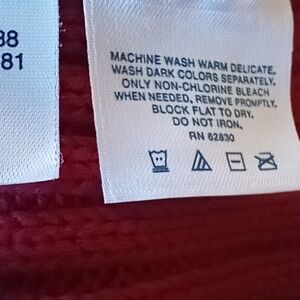 38
81
MACHINE WASH WARM DELICATE.
WASH DARK COLORS SEPARATELY.
ONLY NON-CHLORINE BLEACH
WHEN NEEDED. REMOVE PROMPTLY.
BLOCK FLAT TO DRY.
DO NOT IRON.
RN 62830